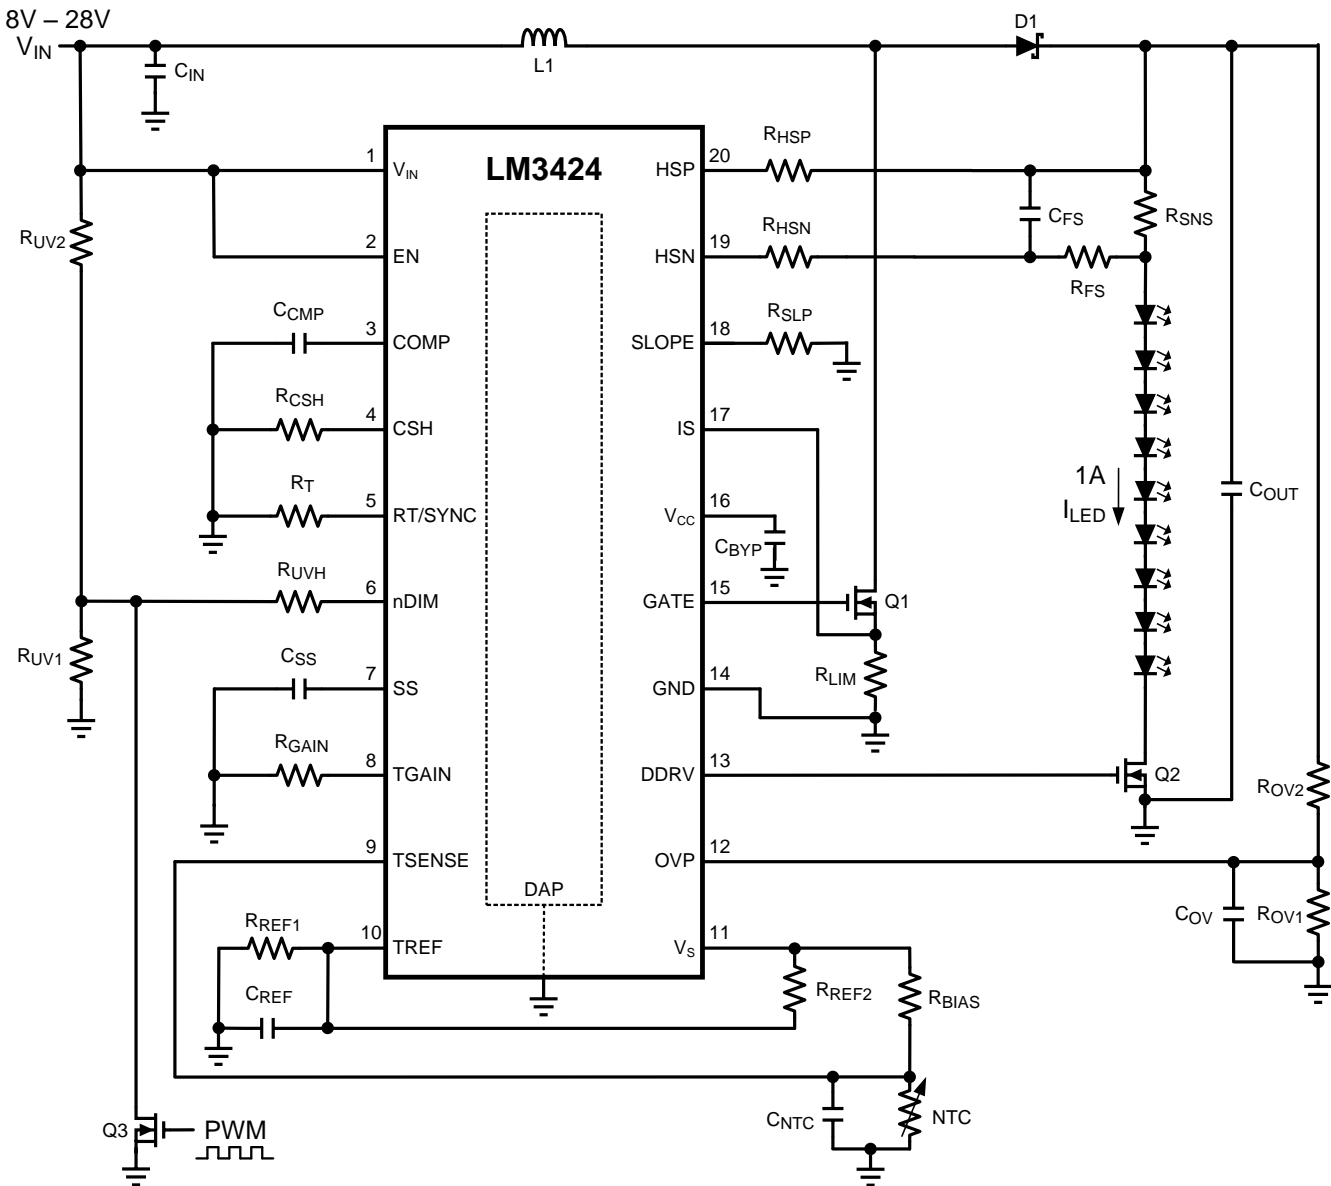 8V – 28V
VIN
CIN
L1
D1
LM3424
1
VIN
20
HSP
RHSP
2
EN
19
HSN
RHSN
CFS
RSNS
RFS
RUV2
CCMP
3
COMP
18
SLOPE
RSLP
RCSH
4
CSH
17
IS
RT
5
RT/SYNC
16
VCC
CBYP
1A
ILED
COUT
RUVH
6
nDIM
15
GATE
Q1
RUV1
CSS
7
SS
14
GND
RLIM
RGAIN
8
TGAIN
13
DDRV
Q2
ROV2
9
TSENSE
12
OVP
DAP
COV
ROV1
RREF1
10
TREF
11
VS
CREF
RREF2
RBIAS
CNTC
NTC
Q3
PWM